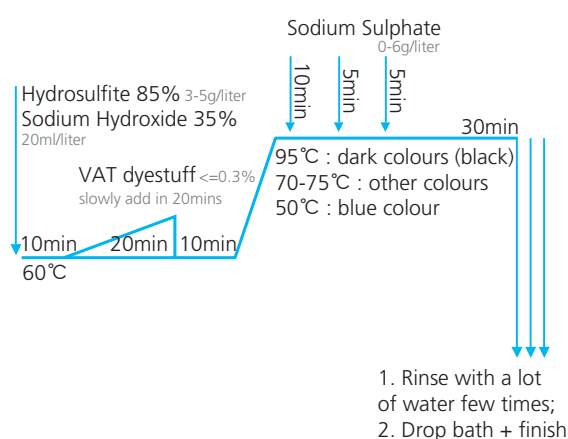 Sodium Sulphate
0-6g/liter
10min
5min
5min
Hydrosulfite 85% 3-5g/liter
Sodium Hydroxide 35%
20ml/liter
30min
VAT dyestuff <=0.3%
slowly add in 20mins
95℃ : dark colours (black)
70-75℃ : other colours
50℃ : blue colour
10min
20min
10min
60℃
1. Rinse with a lot
of water few times;
2. Drop bath + finish